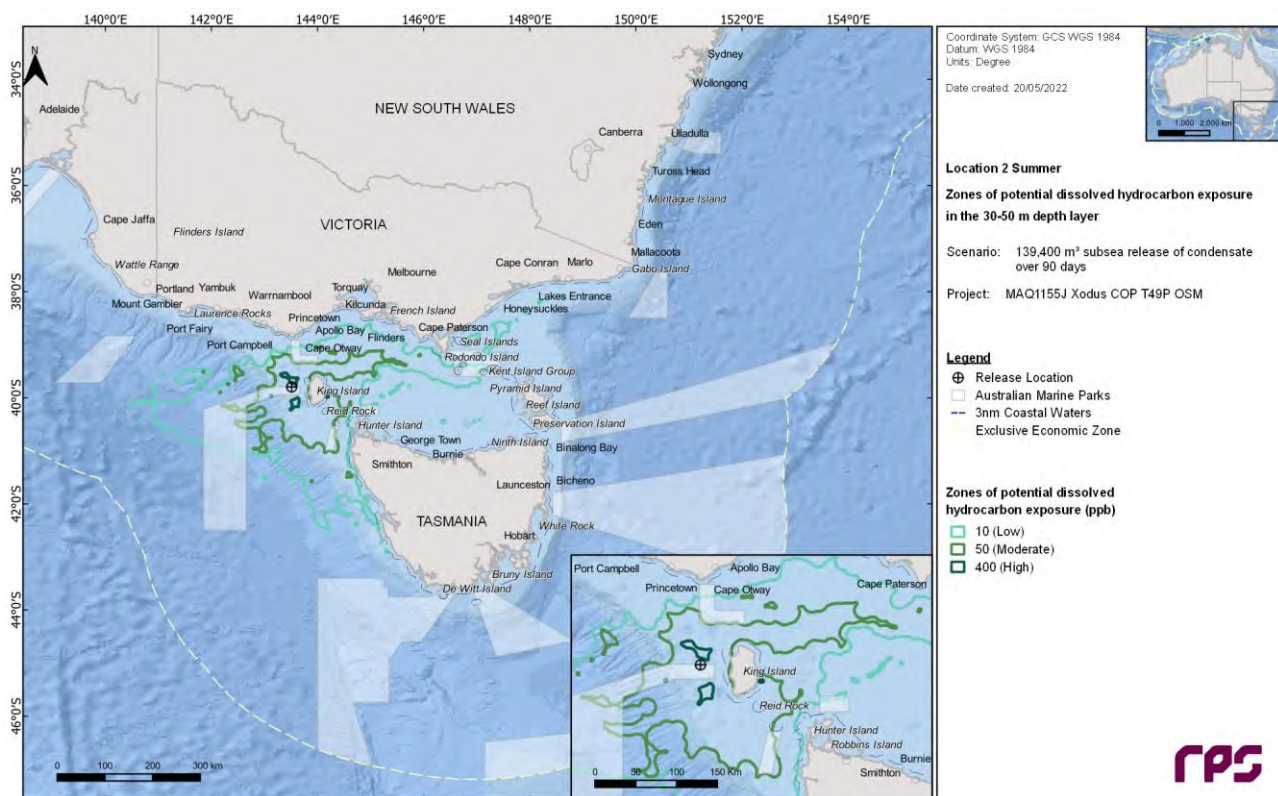 140°0'E 142°0'E 144°0'E 146°0'E 148°0'E 150°0'E 152°0'E 154°0'E
34°0'S
36°0'S
38°0'S
40°0'S
42°0'S
44°0'S
46°0'S
N
Sydney
Wollongong
Adelaide
NEW SOUTH WALES
Canberra
Ulladulla
Tuross Head
Montague Island
Cape Jaffa
VICTORIA
Eden
Flinders Island
Mallacoota
Wattle Range
Melbourne
Cape Conran
Marlo
Gabo Island
Portland
Yambuk
Torquay
Mount Gambier
Warrnambool
Kilcunda
Lakes Entrance
Laurence Rocks
Princetown
French Island
Honeysuckles
Port Fairy
Apollo Bay
Flinders
Cape Paterson
Port Campbell
Cape Otway
Seal Islands
Rodondo Island
Kent Island Group
King Island
Pyramid Island
Reid Rock
Reef Island
Hunter Island
Preservation Island
George Town
Ninth Island
Burnie
Binalong Bay
Smithton
Launceston
Bicheno
TASMANIA
White Rock
Hobart
Bruny Island
De Witt Island
0 100 200 300 km
Port Campbell
Apollo Bay
Princetown
Cape Otway
Cape Paterson
King Island
Reid Rock
Hunter Island
Robbins Island
Burnie
Smithton
0 50 100 150 Km
Coordinate System: GCS WGS 1984
Datum: WGS 1984
Units: Degree
Date created: 20/05/2022
0 1,000 2,000 km
Location 2 Summer
Zones of potential dissolved hydrocarbon exposure
in the 30-50 m depth layer
Scenario: 139,400 m³ subsea release of condensate
over 90 days
Project: MAQ1155J Xodus COP T49P OSM
Legend
Release Location
Australian Marine Parks
3nm Coastal Waters
Exclusive Economic Zone
Zones of potential dissolved
hydrocarbon exposure (ppb)
10 (Low)
50 (Moderate)
400 (High)
rps